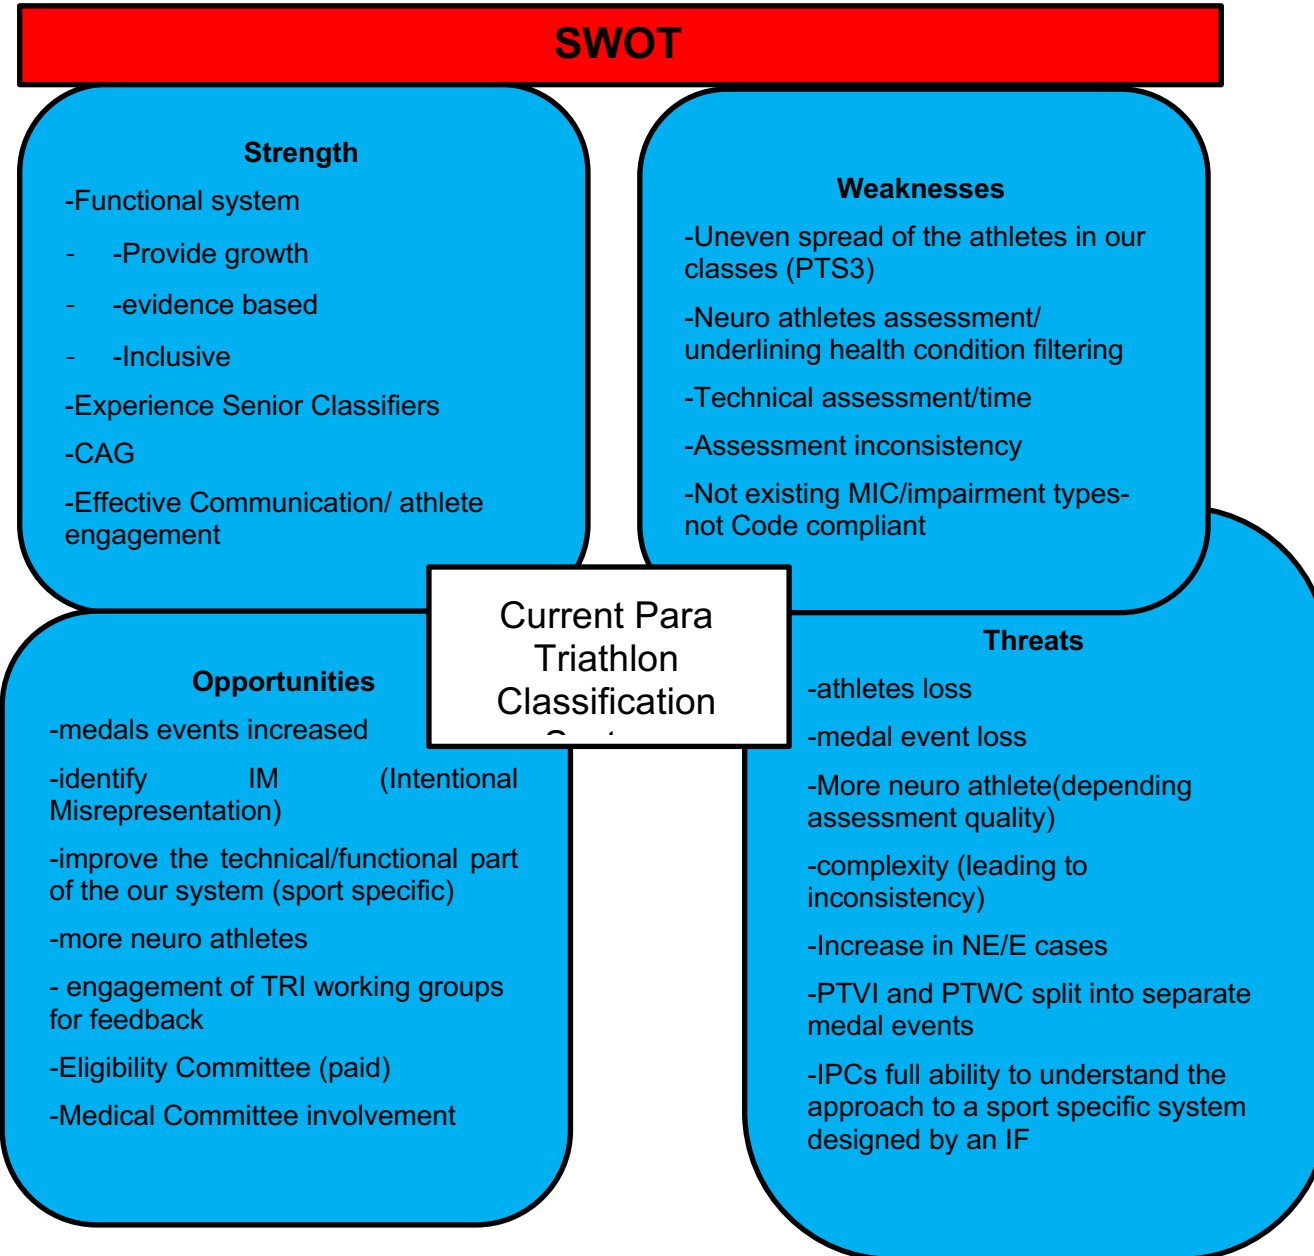 SWOT
Strength
-Functional system
- -Provide growth
- -evidence based
- -Inclusive
-Experience Senior Classifiers
-CAG
-Effective Communication/ athlete
engagement
Weaknesses
-Uneven spread of the athletes in our
classes (PTS3)
-Neuro athletes assessment/
underlining health condition filtering
-Technical assessment/time
-Assessment inconsistency
-Not existing MIC/impairment types-
not Code compliant
Current Para
Triathlon
Classification
Opportunities
-medals events increased
-identify IM (Intentional
Misrepresentation)
-improve the technical/functional part
of the our system (sport specific)
-more neuro athletes
- engagement of TRI working groups
for feedback
-Eligibility Committee (paid)
-Medical Committee involvement
Threats
-athletes loss
-medal event loss
-More neuro athlete(depending
assessment quality)
-complexity (leading to
inconsistency)
-Increase in NE/E cases
-PTVI and PTWC split into separate
medal events
-IPCs full ability to understand the
approach to a sport specific system
designed by an IF